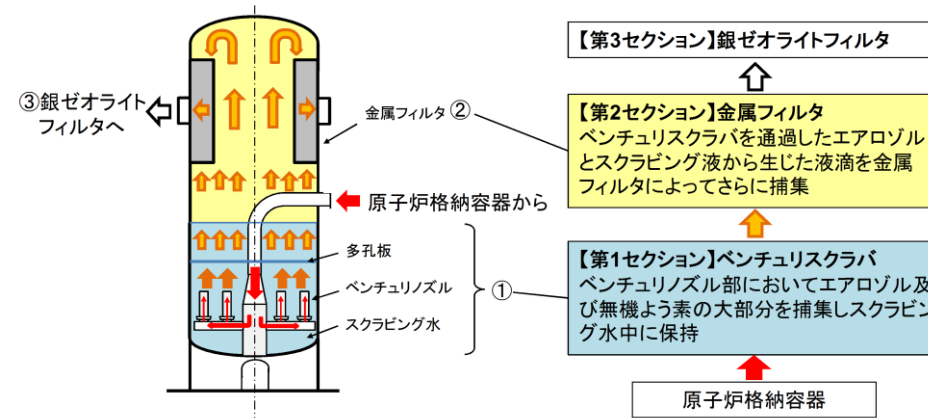 ③銀ゼオライト
フィルタへ
金属フィルタ ②
原子炉格納容器から
多孔板
ベンチュリノズル
①
スクラビング水
【第3セクション】銀ゼオライトフィルタ
【第2セクション】金属フィルタ
ベンチュリスクラバを通過したエアロゾル
とスクラビング液から生じた液滴を金属
フィルタによってさらに捕集
【第1セクション】ベンチュリスクラバ
ベンチュリノズル部においてエアロゾル及
び無機よう素の大部分を捕集しスクラビン
グ水中に保持
原子炉格納容器